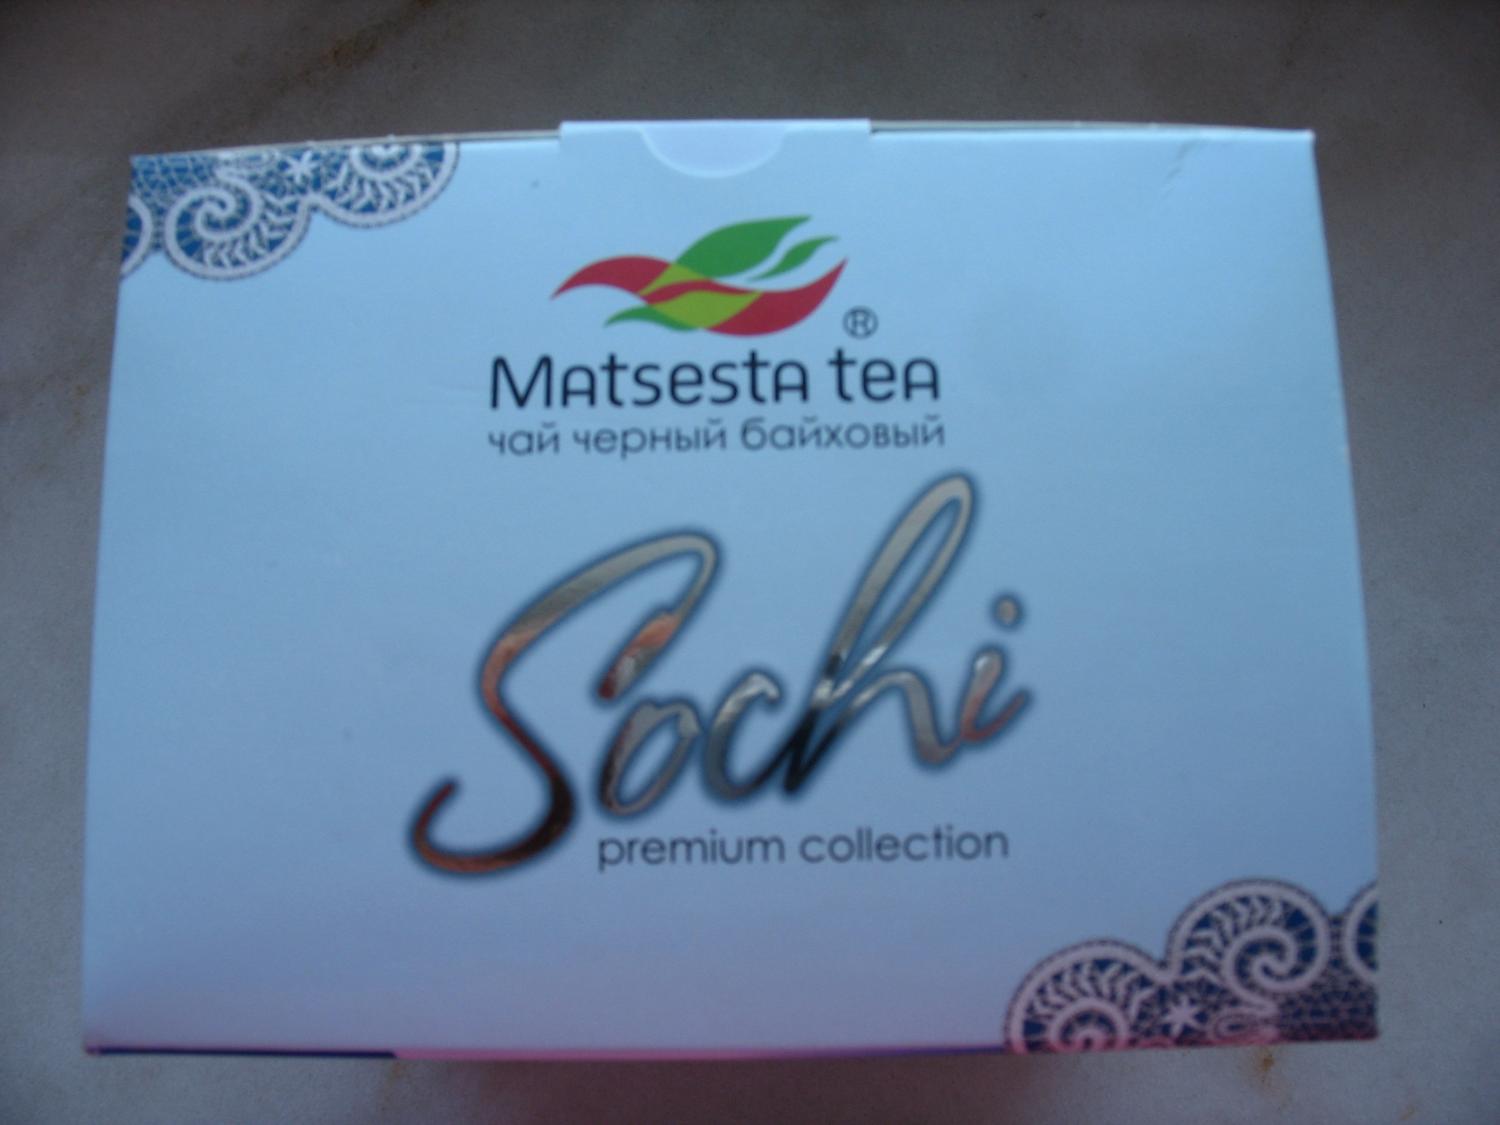 ®
Matsesta tea
чай черный байховый
Sochi
premium collection